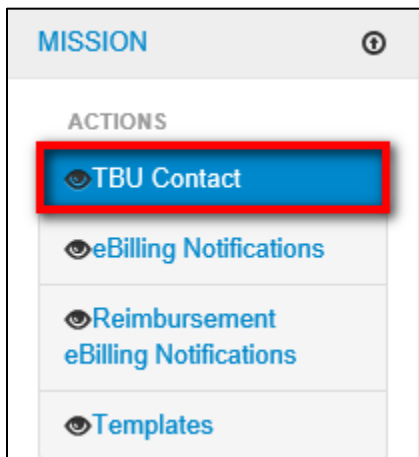 MISSION
ACTIONS
TBU Contact
eBilling Notifications
Reimbursement
eBilling Notifications
Templates